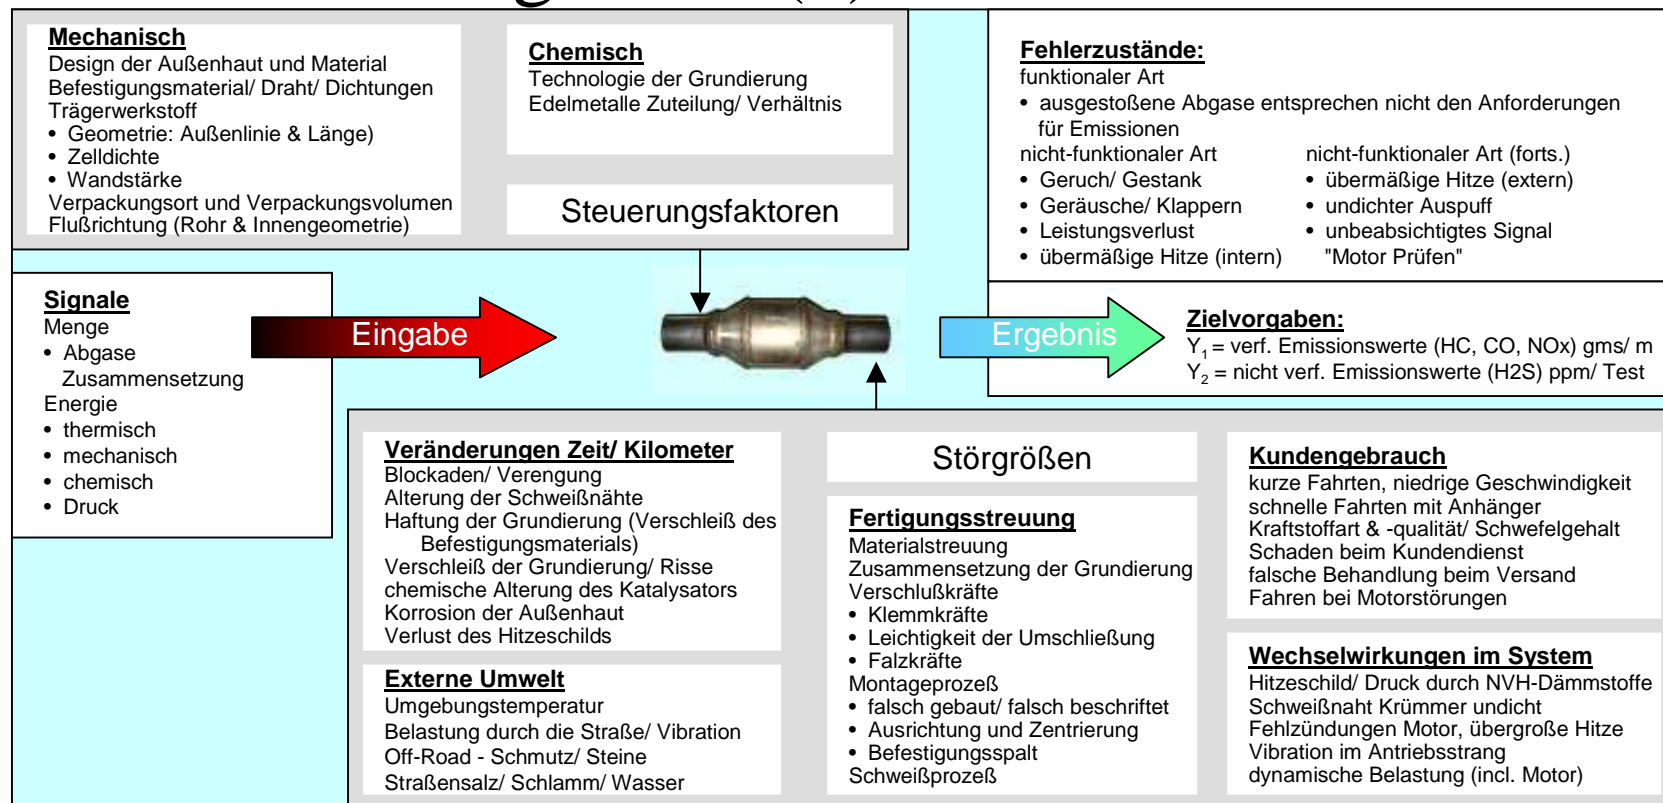 Mechanisch
Design der Außenhaut und Material
Befestigungsmaterial/ Draht/ Dichtungen
Trägerwerkstoff
• Geometrie: Außenlinie & Länge)
• Zelldichte
• Wandstärke
Verpackungsort und Verpackungsvolumen
Flußrichtung (Rohr & Innengeometrie)
Chemisch
Technologie der Grundierung
Edelmetalle Zuteilung/ Verhältnis
Steuerungsfaktoren
Fehlerzustände:
funktionaler Art
• ausgestoßene Abgase entsprechen nicht den Anforderungen
für Emissionen
nicht-funktionaler Art
• Geruch/ Gestank
• Geräusche/ Klappern
• Leistungsverlust
• übermäßige Hitze (intern)
nicht-funktionaler Art (forts.)
• übermäßige Hitze (extern)
• undichter Auspuff
• unbeabsichtigtes Signal
"Motor Prüfen"
Signale
Menge
• Abgase
Zusammensetzung
Energie
• thermisch
• mechanisch
• chemisch
• Druck
Eingabe
Ergebnis
Zielvorgaben:
Y1 = verf. Emissionswerte (HC, CO, NOx) gms/ m
Y2 = nicht verf. Emissionswerte (H2S) ppm/ Test
Veränderungen Zeit/ Kilometer
Blockaden/ Verengung
Alterung der Schweißnähte
Haftung der Grundierung (Verschleiß des
Befestigungsmaterials)
Verschleiß der Grundierung/ Risse
chemische Alterung des Katalysators
Korrosion der Außenhaut
Verlust des Hitzeschilds
Externe Umwelt
Umgebungstemperatur
Belastung durch die Straße/ Vibration
Off-Road - Schmutz/ Steine
Straßensalz/ Schlamm/ Wasser
Störgrößen
Fertigungsstreuung
Materialstreuung
Zusammensetzung der Grundierung
Verschlußkräfte
• Klemmkräfte
• Leichtigkeit der Umschließung
• Falzkräfte
Montageprozeß
• falsch gebaut/ falsch beschriftet
• Ausrichtung und Zentrierung
• Befestigungsspalt
Schweißprozeß
Kundengebrauch
kurze Fahrten, niedrige Geschwindigkeit
schnelle Fahrten mit Anhänger
Kraftstoffart & -qualität/ Schwefelgehalt
Schaden beim Kundendienst
falsche Behandlung beim Versand
Fahren bei Motorstörungen
Wechselwirkungen im System
Hitzeschild/ Druck durch NVH-Dämmstoffe
Schweißnaht Krümmer undicht
Fehlzündungen Motor, übergroße Hitze
Vibration im Antriebsstrang
dynamische Belastung (incl. Motor)